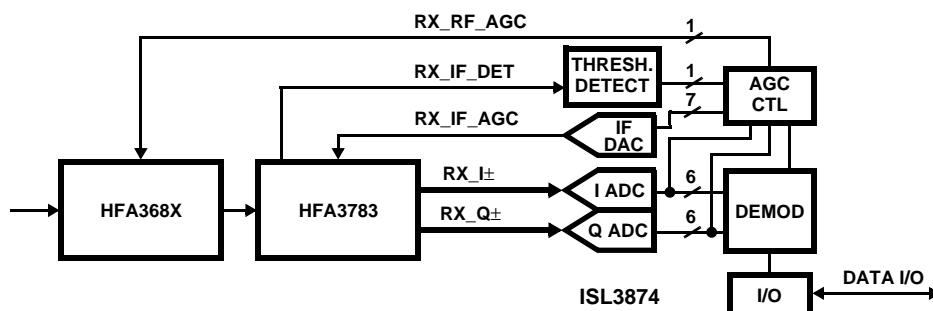 RX_RF_AGC
1
RX_IF_DET
THRESH.
DETECT
1
AGC
CTL
7
RX_IF_AGC
IF
DAC
HFA368X
HFA3783
RX_I±
I ADC
6
DEMOD
RX_Q±
Q ADC
6
ISL3874
I/O
DATA I/O